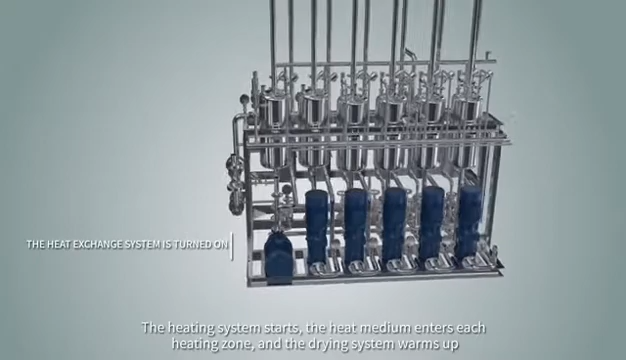 THE HEAT EXCHANGE SYSTEM IS TURNED ON
The heating system starts, the heat medium enters each
heating zone, and the drying system warms up